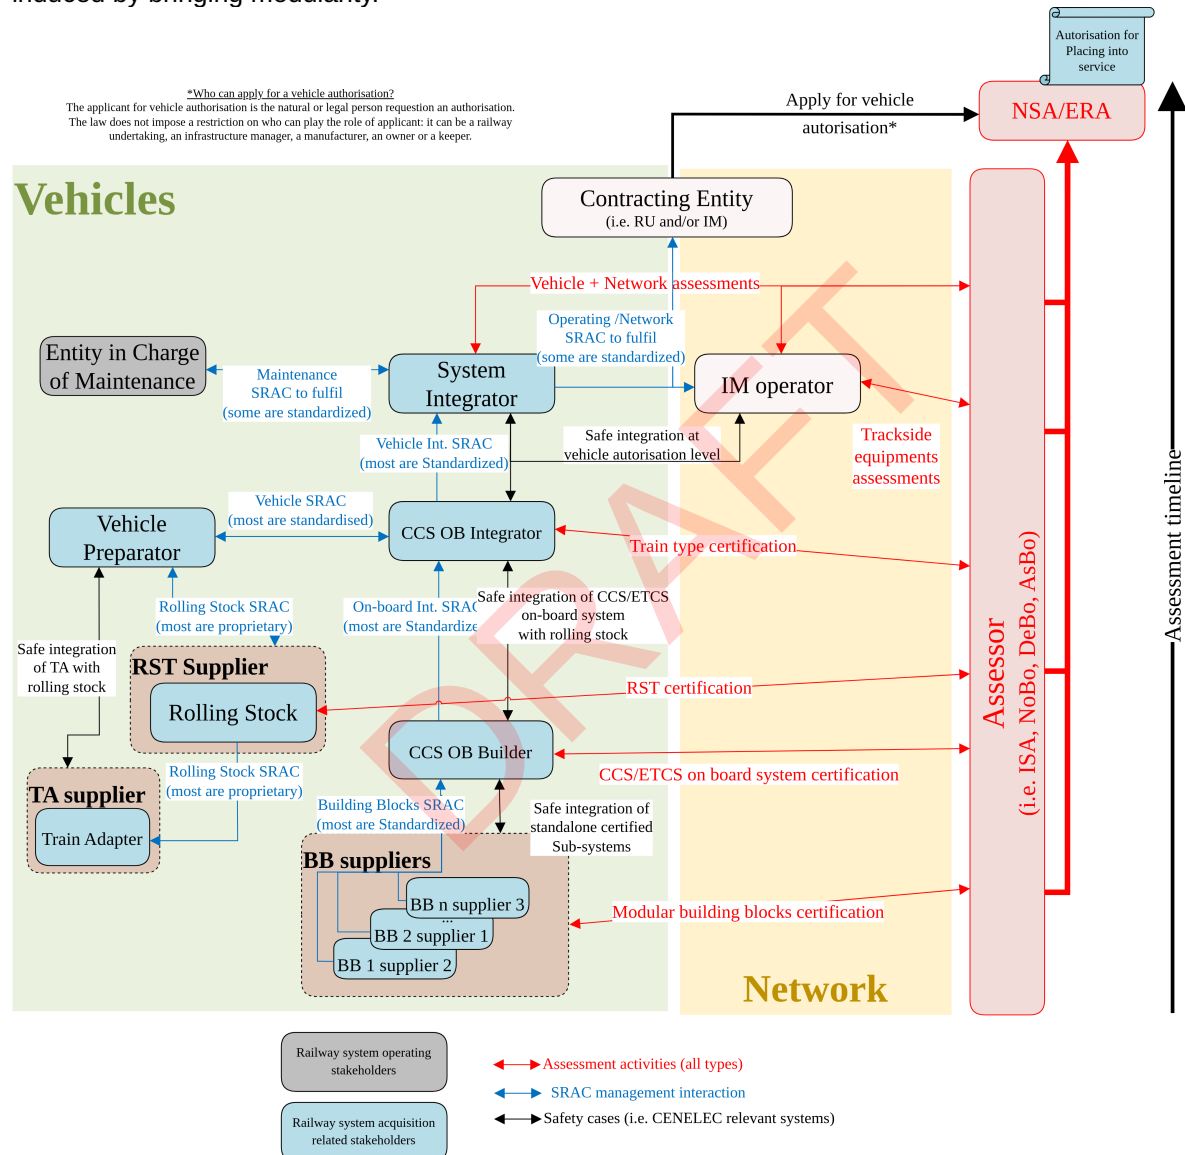 induced by bringing modularity.
Autorisation for
Placing into
service
*Who can apply for a vehicle authorisation?
The applicant for vehicle authorisation is the natural or legal person requestion an authorisation.
The law does not impose a restriction on who can play the role of applicant: it can be a railway
undertaking, an infrastructure manager, a manufacturer, an owner or a keeper.
Apply for vehicle
autorisation*
NSA/ERA
Vehicles
Contracting Entity
(i.e. RU and/or IM)
Vehicle + Network assessments
Operating /Network
SRAC to fulfil
(some are standardized)
Entity in Charge
of Maintenance
Maintenance
SRAC to fulfil
(some are standardized)
System
Integrator
IM operator
Vehicle Int. SRAC
(most are Standardized)
Safe integration at
vehicle autorisation level
Trackside
equipments
assessments
Vehicle SRAC
(most are standardised)
Vehicle
Preparator
CCS OB Integrator
Train type certification
Assessment timeline
Rolling Stock SRAC
(most are proprietary)
On-board Int. SRAC
(most are Standardize
Safe integration of CCS/ETCS
on-board system
with rolling stock
Safe integration
of TA with
rolling stock
RST Supplier
Rolling Stock
RST certification
Assessor
(i.e. ISA, NoBo, DeBo, AsBo)
CCS OB Builder
CCS/ETCS on board system certification
Rolling Stock SRAC
(most are proprietary)
TA supplier
Train Adapter
Building Blocks SRAC
(most are Standardized)
Safe integration of
standalone certified
Sub-systems
BB suppliers
BB n supplier 3
...
BB 2 supplier 1
BB 1 supplier 2
Modular building blocks certification
Network
DRAFT
Railway system operating
stakeholders
Railway system acquisition
related stakeholders
Assessment activities (all types)
SRAC management interaction
Safety cases (i.e. CENELEC relevant systems)